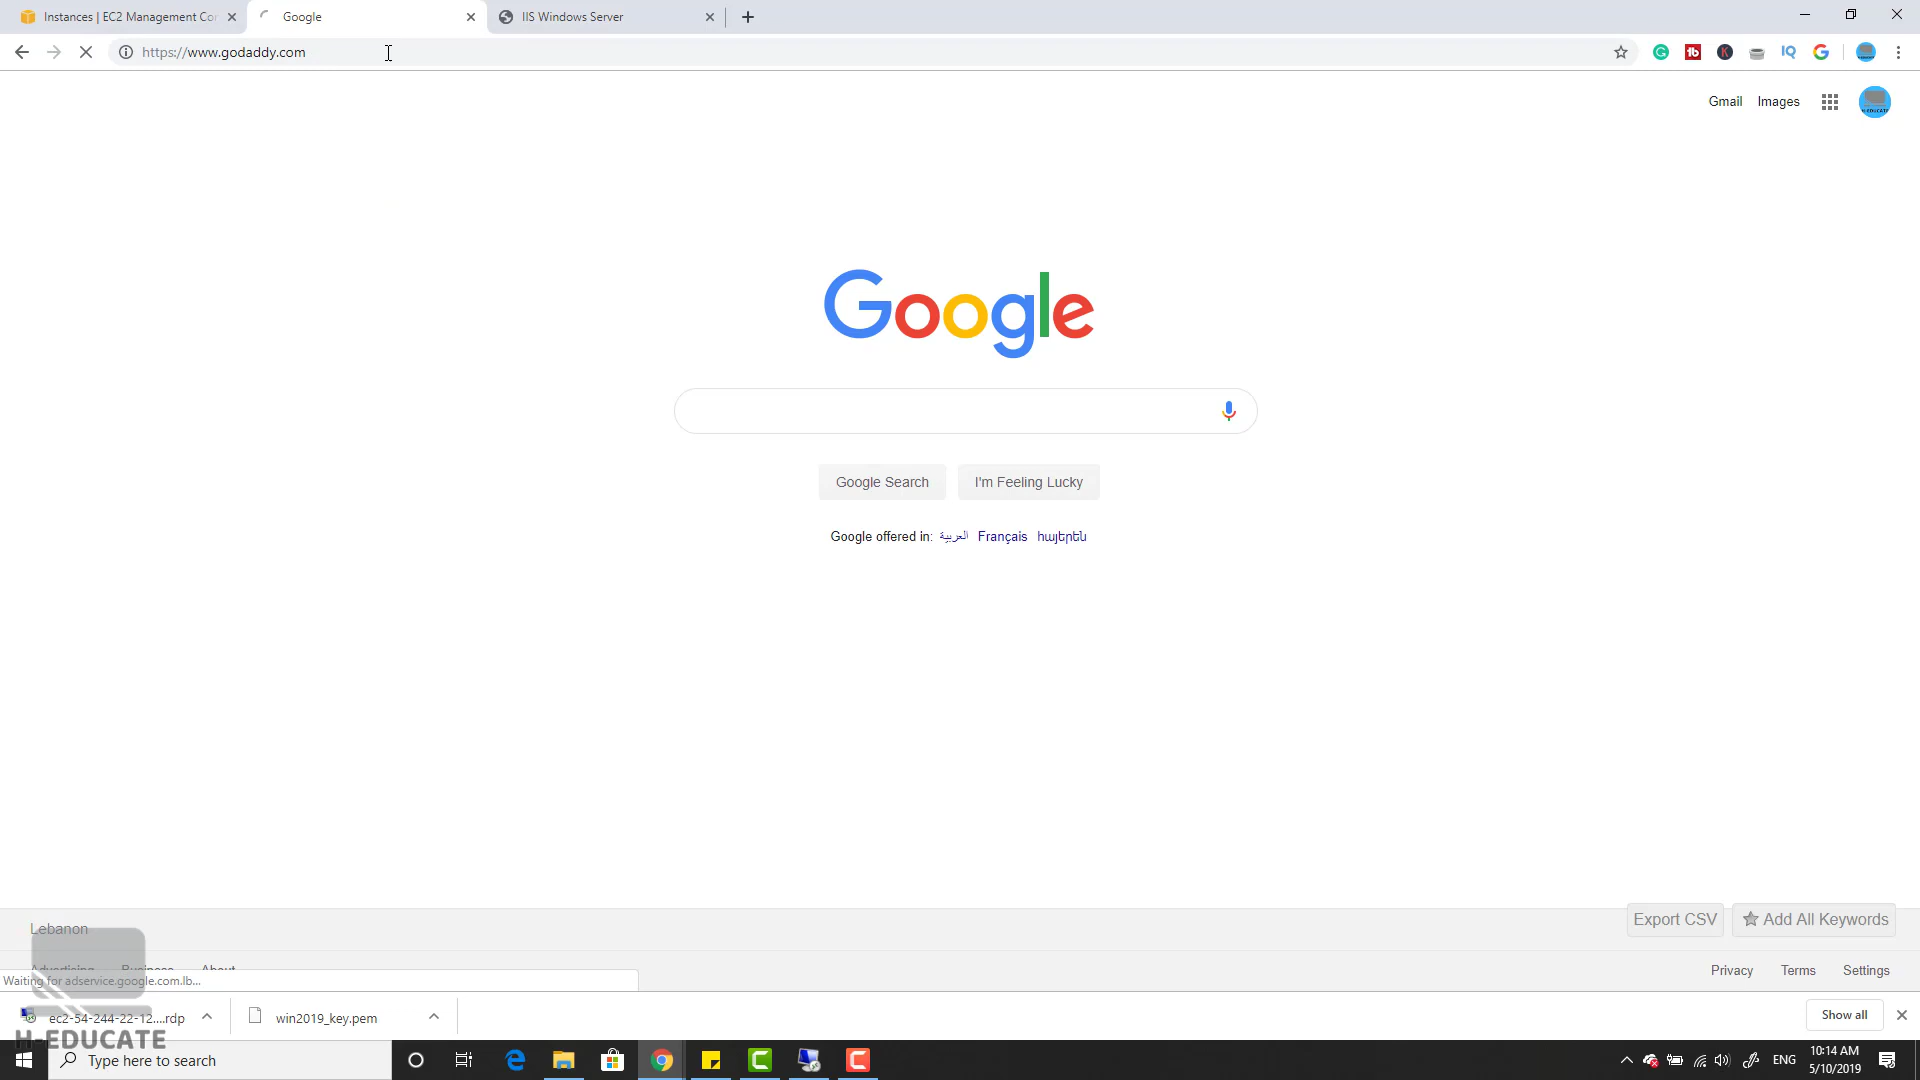 Instances | EC2 Management Co
Google
IIS Windows Server
https://www.godaddy.com
Gmail
Images
Google
Google Search
I'm Feeling Lucky
Google offered in: العربية Français հայերեն
Lebanon
Export CSV
Add All Keywords
Advertising Business About
Privacy Terms Settings
Waiting for adservice.google.com.lb...
ec2-54-244-22-12....rdp
win2019_key.pem
Show all
H-EDUCATE
Type here to search
ENG
10:14 AM
5/10/2019